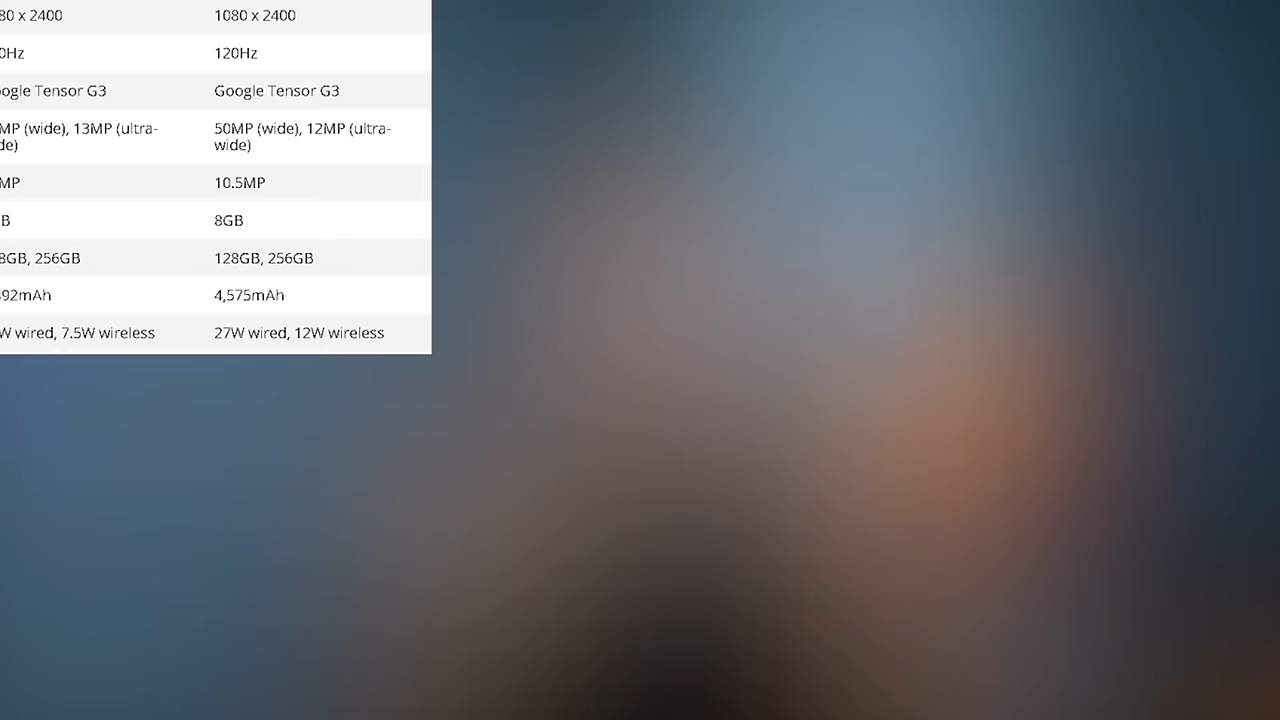 80 x 2400 1080 x 2400
0Hz 120Hz
ogle Tensor G3 Google Tensor G3
MP (wide), 13MP (ultra- 50MP (wide), 12MP (ultra-
de) wide)
MP 10.5MP
B 8GB
8GB, 256GB 128GB, 256GB
92mAh 4,575mAh
W wired, 7.5W wireless 27W wired, 12W wireless